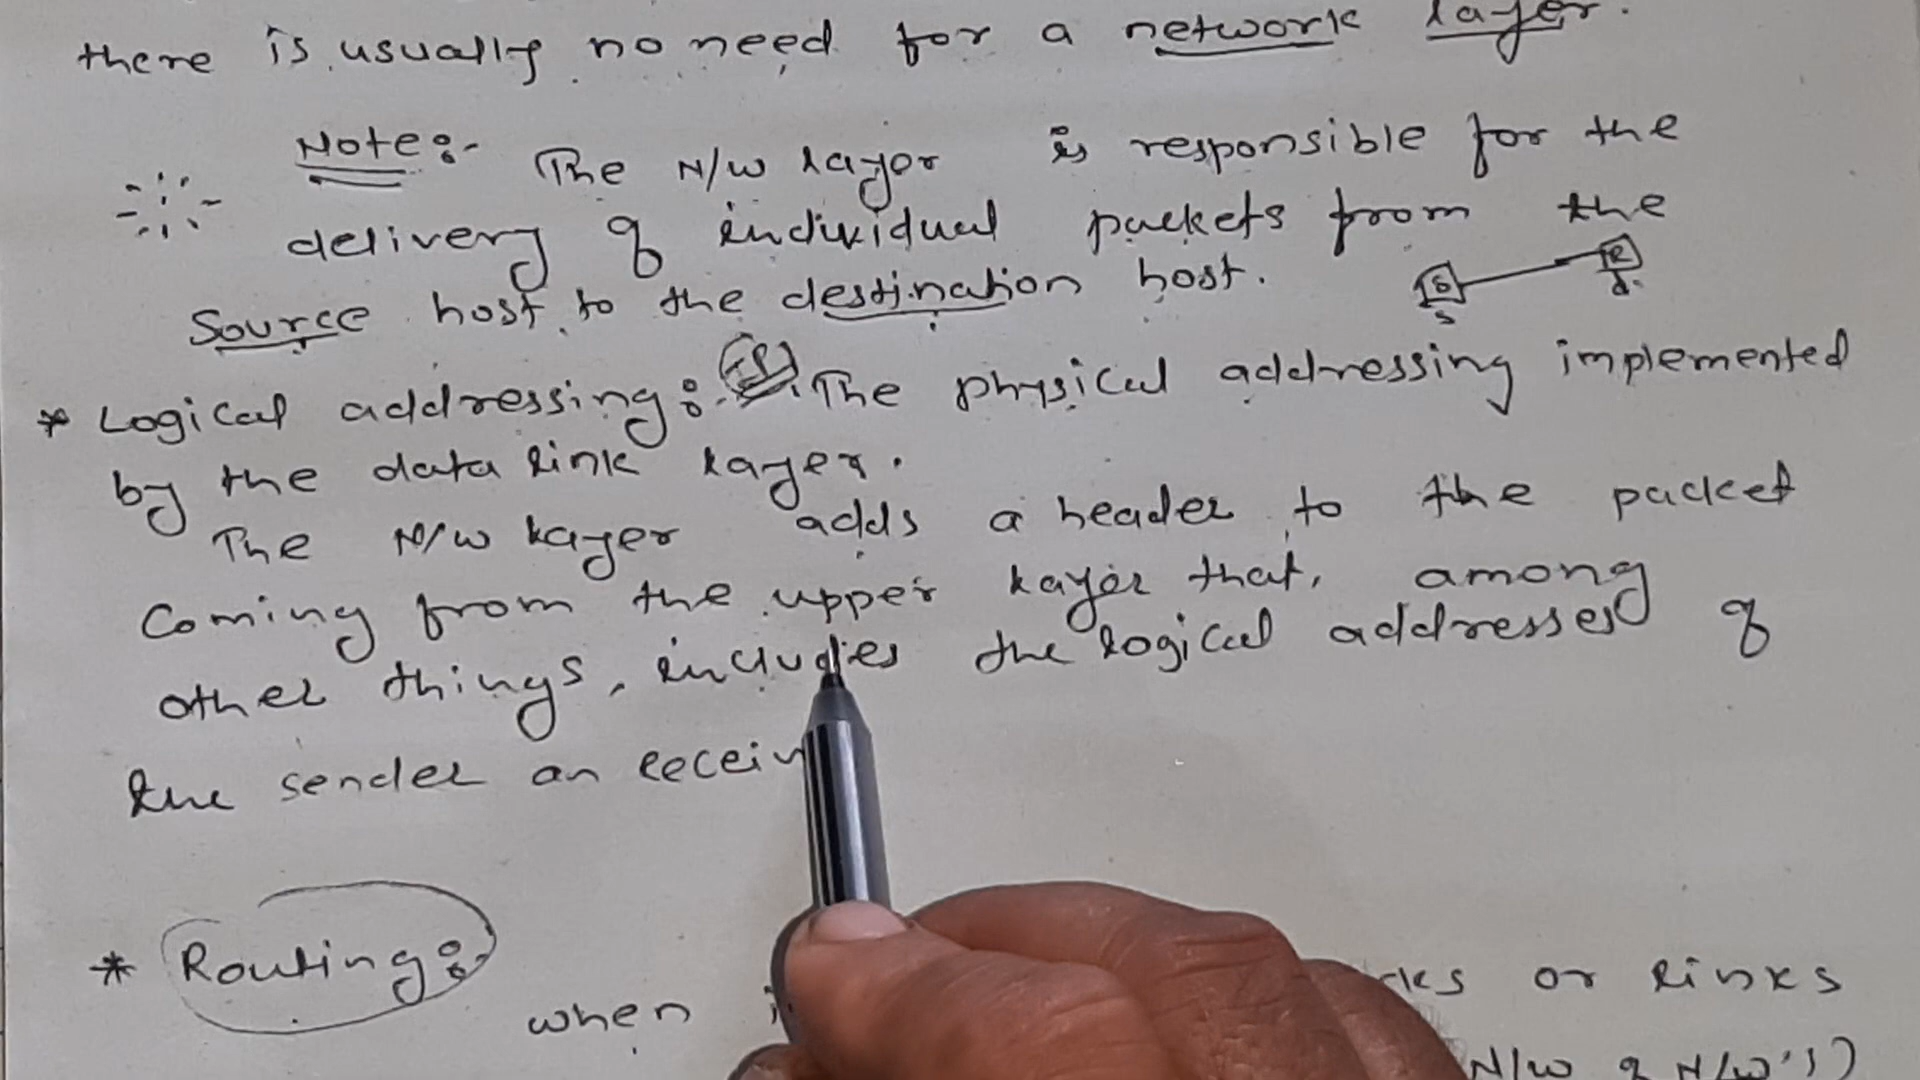 there is usually no need for a network layer.
Note:- The N/W layer is responsible for the
delivery of individual packets from the
Source host to the destination host.
S R
s d.
* Logical addressing:- The physical addressing implemented
by the data link layer.
The N/W layer adds a header to the packet
Coming from the upper layer that, among
other things, includes the logical addresses of
the sender an receiv
* Routing:-
when i rks or links
N/W of N/W's)